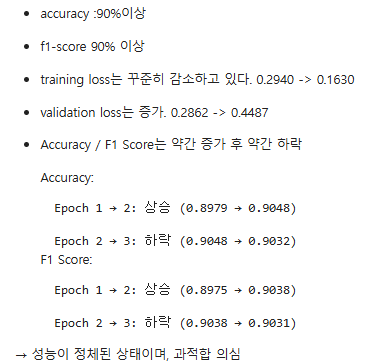 • accuracy :90%이상
• f1-score 90% 이상
• training loss는 꾸준히 감소하고 있다. 0.2940 -> 0.1630
• validation loss는 증가. 0.2862 -> 0.4487
• Accuracy / F1 Score는 약간 증가 후 약간 하락
Accuracy:
Epoch 1 → 2: 상승 (0.8979 → 0.9048)
Epoch 2 → 3: 하락 (0.9048 → 0.9032)
F1 Score:
Epoch 1 → 2: 상승 (0.8975 → 0.9038)
Epoch 2 → 3: 하락 (0.9038 → 0.9031)
→ 성능이 정체된 상태이며, 과적합 의심